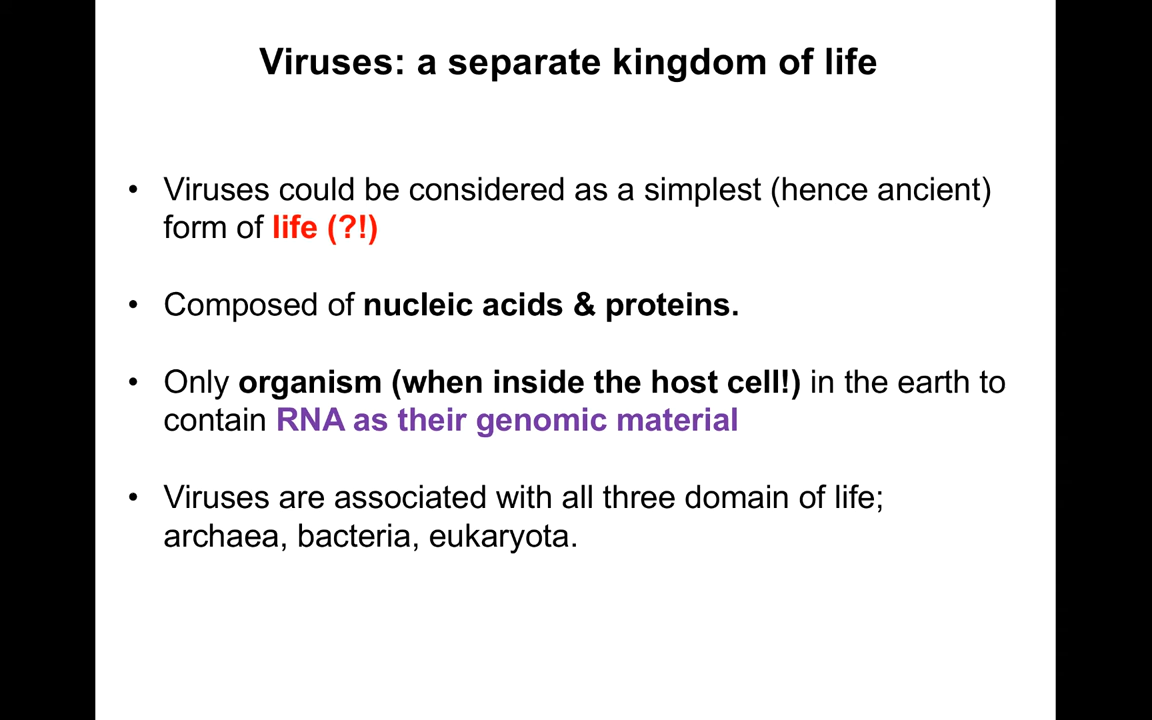 Viruses: a separate kingdom of life
• Viruses could be considered as a simplest (hence ancient)
form of life (?!)
• Composed of nucleic acids & proteins.
• Only organism (when inside the host cell!) in the earth to
contain RNA as their genomic material
• Viruses are associated with all three domain of life;
archaea, bacteria, eukaryota.